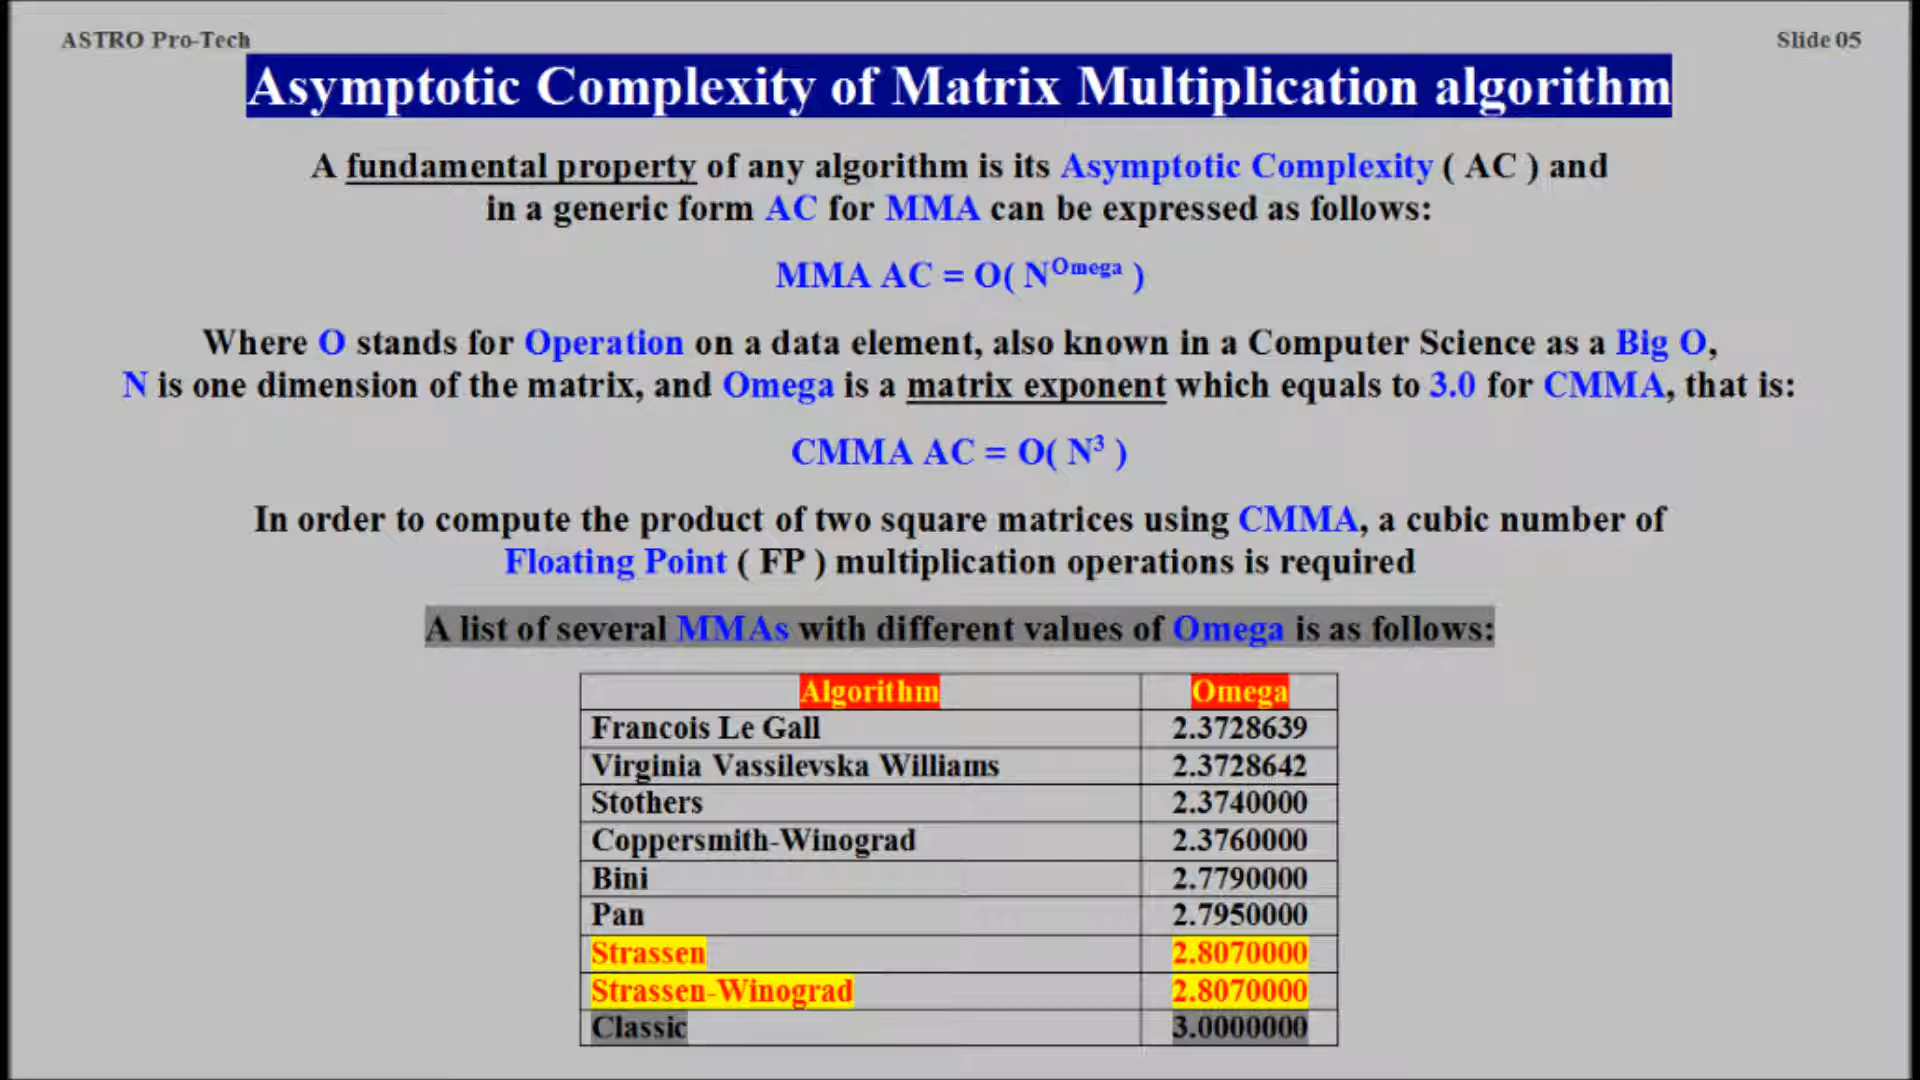 ASTRO Pro-Tech
Slide 05
Asymptotic Complexity of Matrix Multiplication algorithm
A fundamental property of any algorithm is its Asymptotic Complexity ( AC ) and
in a generic form AC for MMA can be expressed as follows:
MMA AC = O( N^Omega )
Where O stands for Operation on a data element, also known in a Computer Science as a Big O,
N is one dimension of the matrix, and Omega is a matrix exponent which equals to 3.0 for CMMA, that is:
CMMA AC = O( N³ )
In order to compute the product of two square matrices using CMMA, a cubic number of
Floating Point ( FP ) multiplication operations is required
A list of several MMAs with different values of Omega is as follows:
Algorithm Omega
Francois Le Gall 2.3728639
Virginia Vassilevska Williams 2.3728642
Stothers 2.3740000
Coppersmith-Winograd 2.3760000
Bini 2.7790000
Pan 2.7950000
Strassen 2.8070000
Strassen-Winograd 2.8070000
Classic 3.0000000